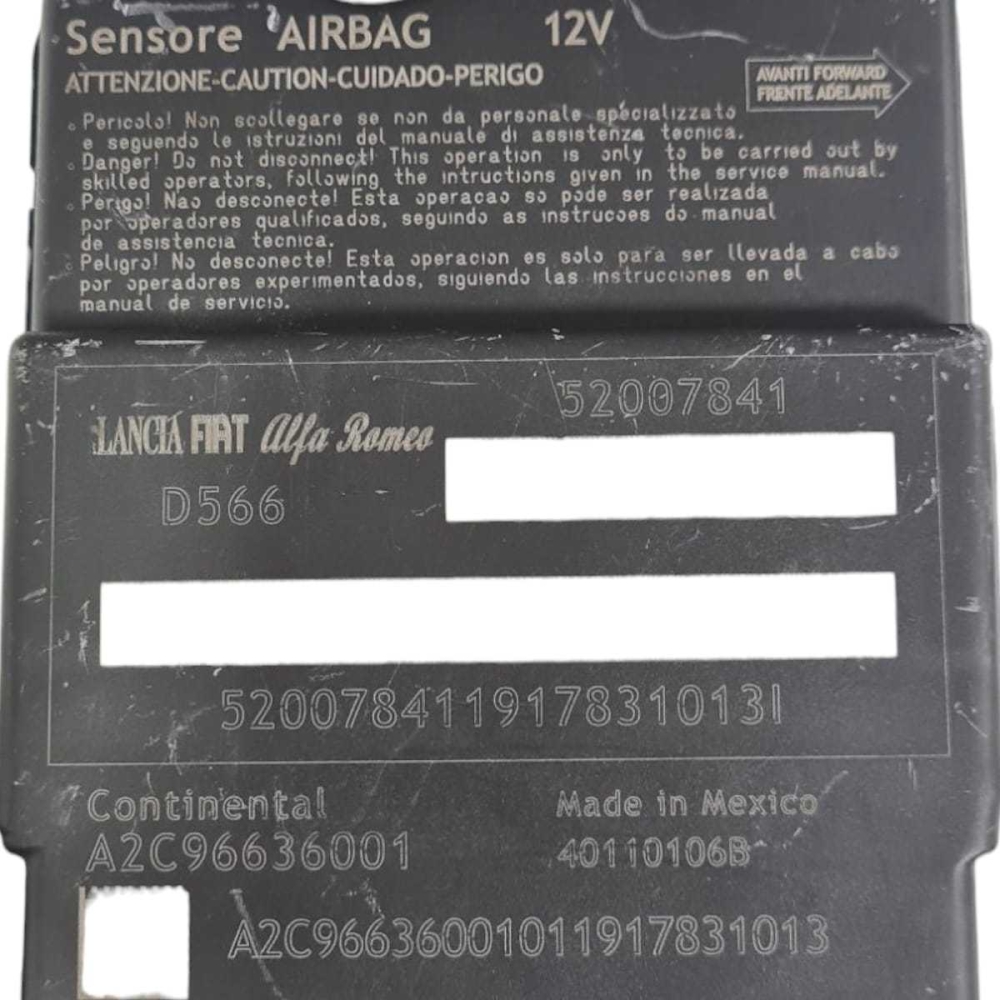 Sensore AIRBAG 12V
ATTENZIONE-CAUTION-CUIDADO-PERIGO
AVANTI FORWARD
FRENTE ADELANTE
Pericolo! Non scollegare se non da personale specializzato
e seguendo le istruzioni del manuale di assistenza tecnica.
Danger! Do not disconnect! This operation is only to be carried out by
skilled operators, following the intructions given in the service manual.
Perigo! Nao desconecte! Esta operacao so pode ser realizada
por operadores qualificados, seguindo as instrucoes do manual
de assistencia tecnica.
Peligro! No desconecte! Esta operacion es solo para ser llevada a cabo
por operadores experimentados, siguiendo las instrucciones en el
manual de servicio.
52007841
LANCIA FIAT Alfa Romeo
D566
520078411917831013I
Continental Made in Mexico
A2C96636001 401i0106B
A2C96636001011917831013